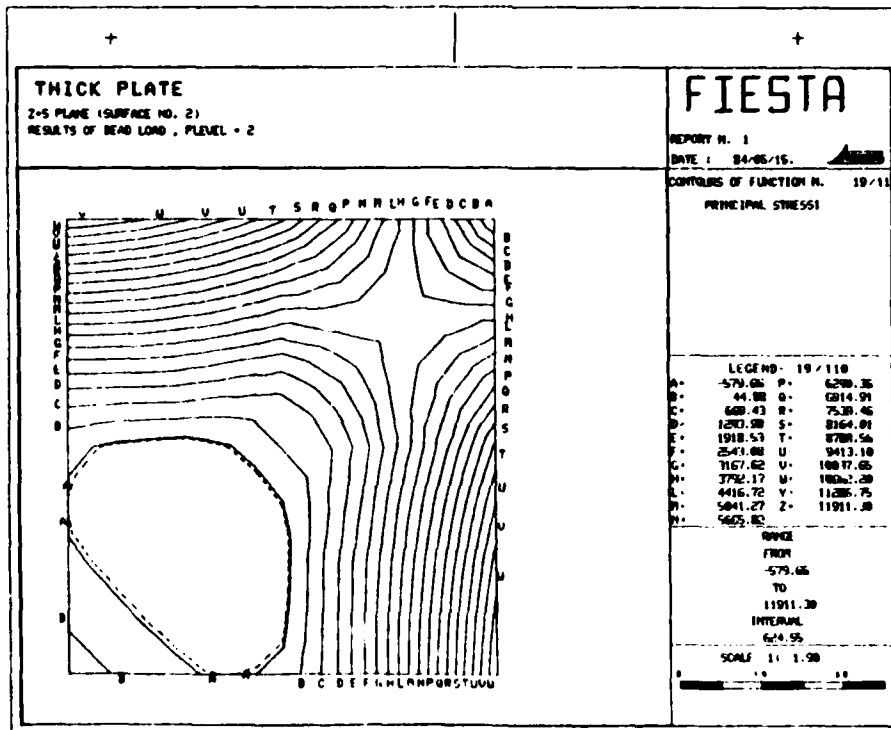 THICK PLATE
Z=5 PLANE (SURFACE NO. 2)
RESULTS OF DEAD LOAD , PLEVEL = 2
FIESTA
REPORT N. 1
DATE : 84/06/15.
CONTOURS OF FUNCTION N. 19/110
PRINCIPAL STRESS1
Y W V U T S R Q P N M L H G F E D C B A
B
C
D
E
F
G
H
L
M
N
P
Q
R
S
T
U
V
W
M
L
H
G
F
E
D
C
B
A
A
B
B A A B C D E F G H L M N P Q R S T U V W
LEGEND- 19/110
A= -579.66 P= 6290.36
B= 44.88 Q= 6914.91
C= 669.43 R= 7539.46
D= 1293.98 S= 8164.01
E= 1918.53 T= 8788.56
F= 2543.08 U= 9413.10
G= 3167.62 V= 10037.65
H= 3792.17 W= 10662.20
L= 4416.72 Y= 11286.75
M= 5041.27 Z= 11911.30
N= 5665.82
RANGE
FROM
-579.66
TO
11911.30
INTERVAL
624.55
SCALE 1: 1.90
0